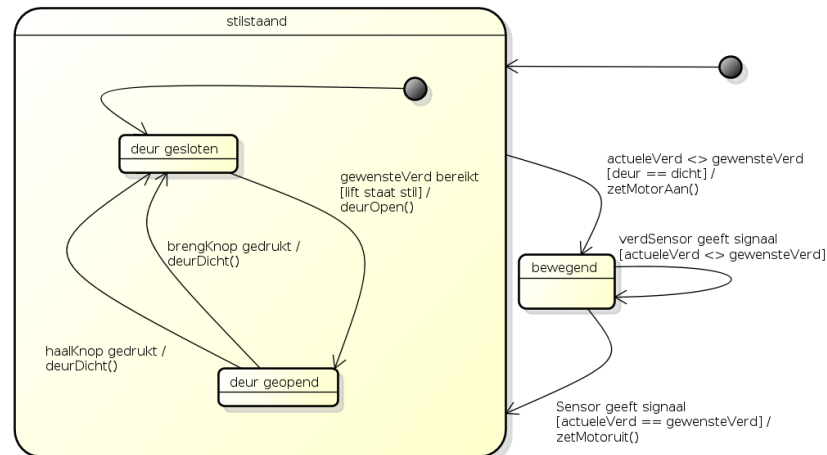 stilstaand
deur gesloten
gewensteVerd bereikt
[lift staat stil] /
deurOpen()
brengKnop gedrukt /
deurDicht()
haalKnop gedrukt /
deurDicht()
deur geopend
actueleVerd <> gewensteVerd
[deur == dicht] /
zetMotorAan()
verdSensor geeft signaal
[actueleVerd <> gewensteVerd]
bewegend
Sensor geeft signaal
[actueleVerd == gewensteVerd] /
zetMotoruit()